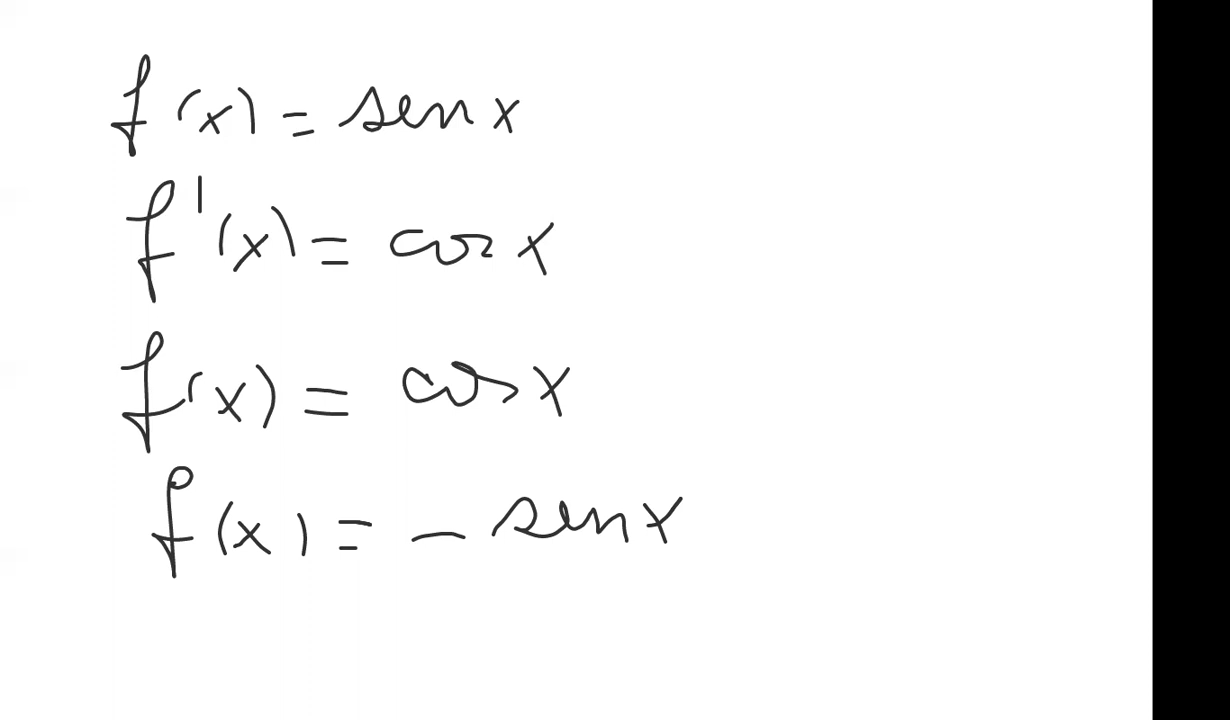 f(x) = sen x
f'(x) = cos x
f(x) = cos x
f(x) = - sen x